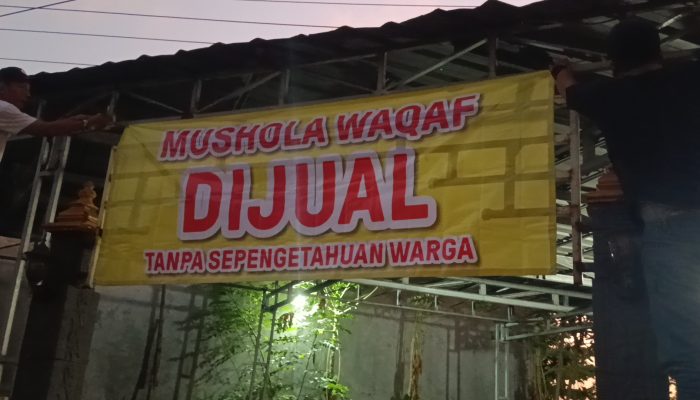 MUSHOLA WAQAF
DIJUAL
TANPA SEPENGETAHUAN WARGA